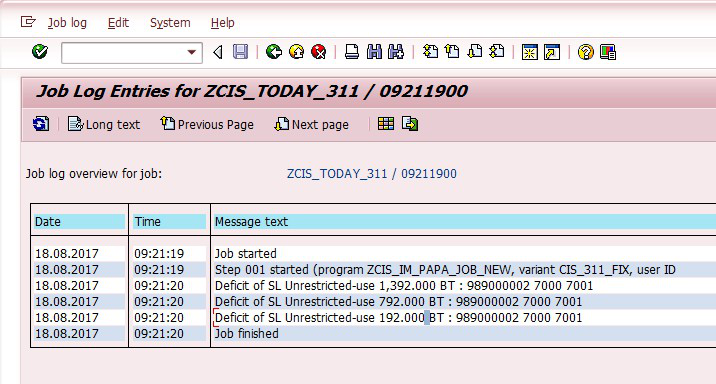 Job log Edit System Help
Job Log Entries for ZCIS_TODAY_311 / 09211900
Long text Previous Page Next page
Job log overview for job: ZCIS_TODAY_311 / 09211900
Date Time Message text
18.08.2017 09:21:19 Job started
18.08.2017 09:21:19 Step 001 started (program ZCIS_IM_PAPA_JOB_NEW, variant CIS_311_FIX, user ID
18.08.2017 09:21:20 Deficit of SL Unrestricted-use 1,392.000 BT : 989000002 7000 7001
18.08.2017 09:21:20 Deficit of SL Unrestricted-use 792.000 BT : 989000002 7000 7001
18.08.2017 09:21:20 Deficit of SL Unrestricted-use 192.000 BT : 989000002 7000 7001
18.08.2017 09:21:20 Job finished